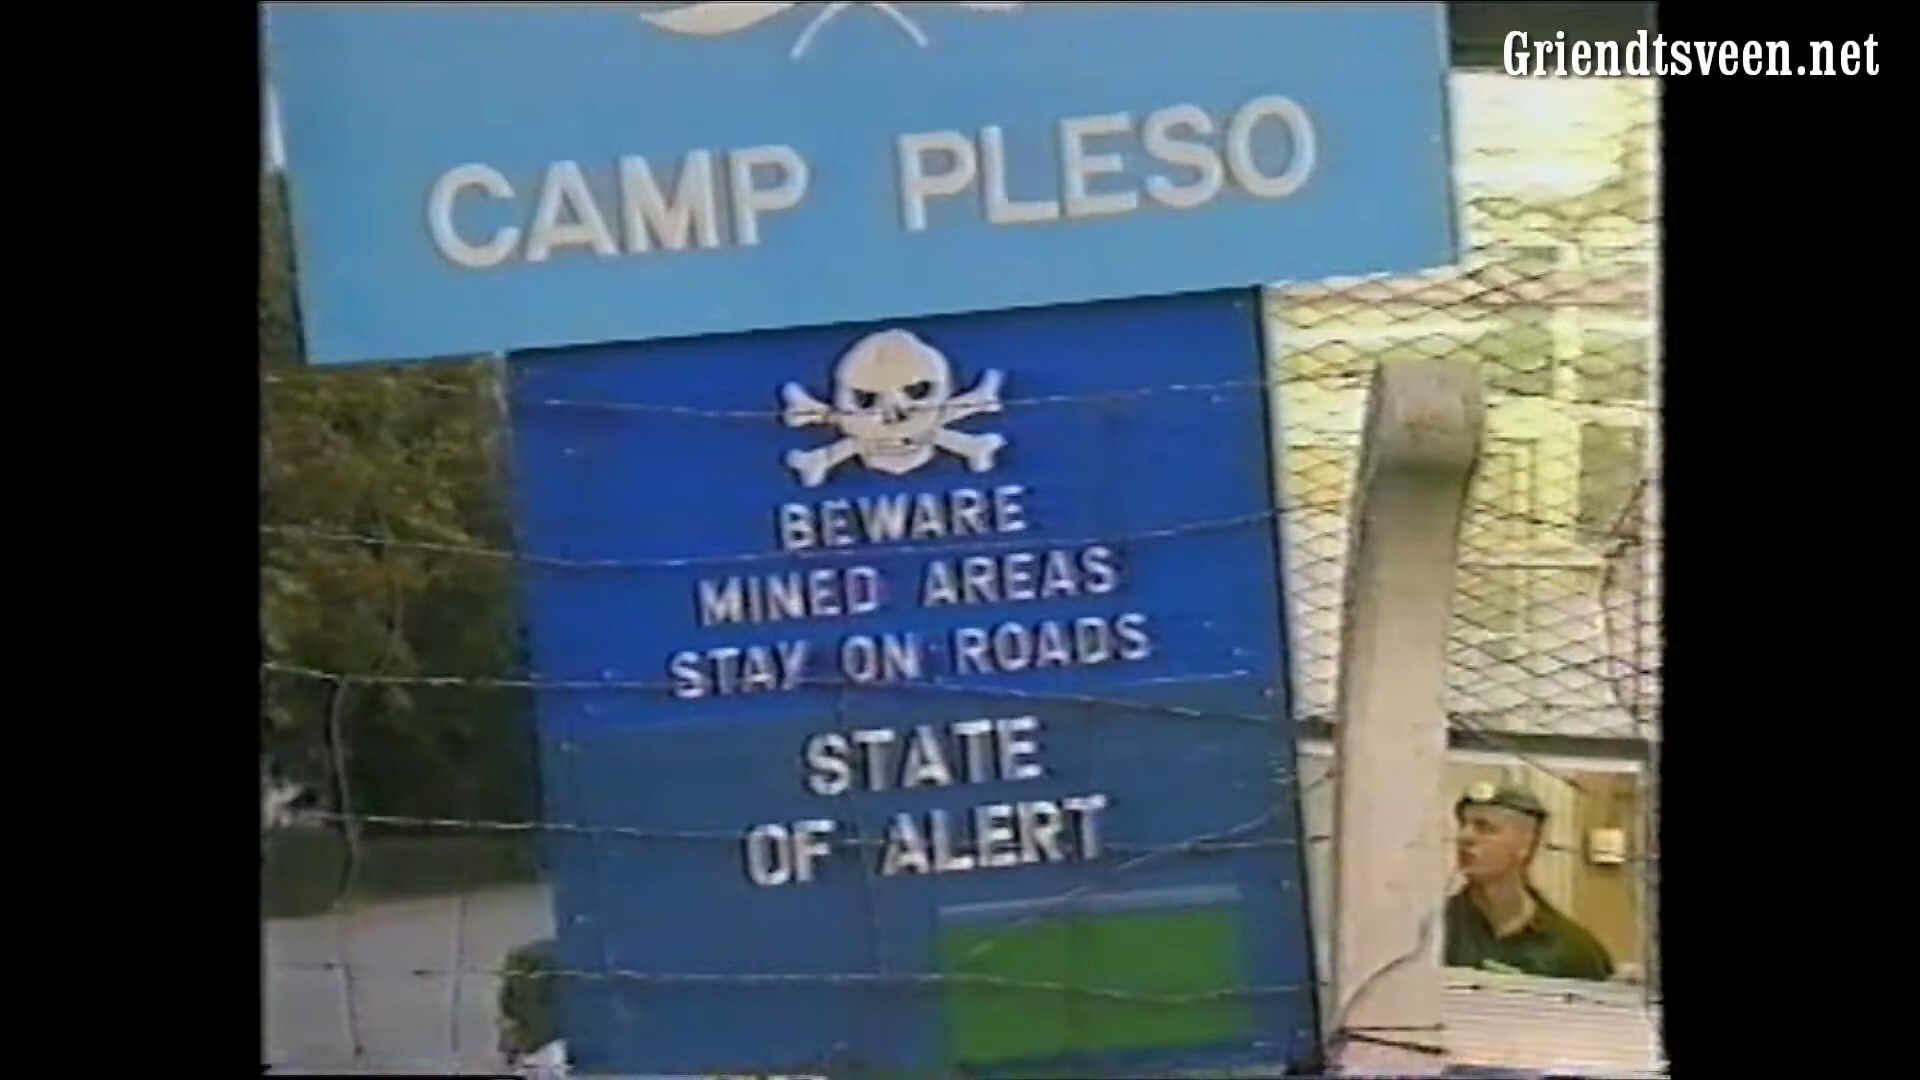 Griendtsveen.net
CAMP PLESO
BEWARE
MINED AREAS
STAY ON ROADS
STATE
OF ALERT